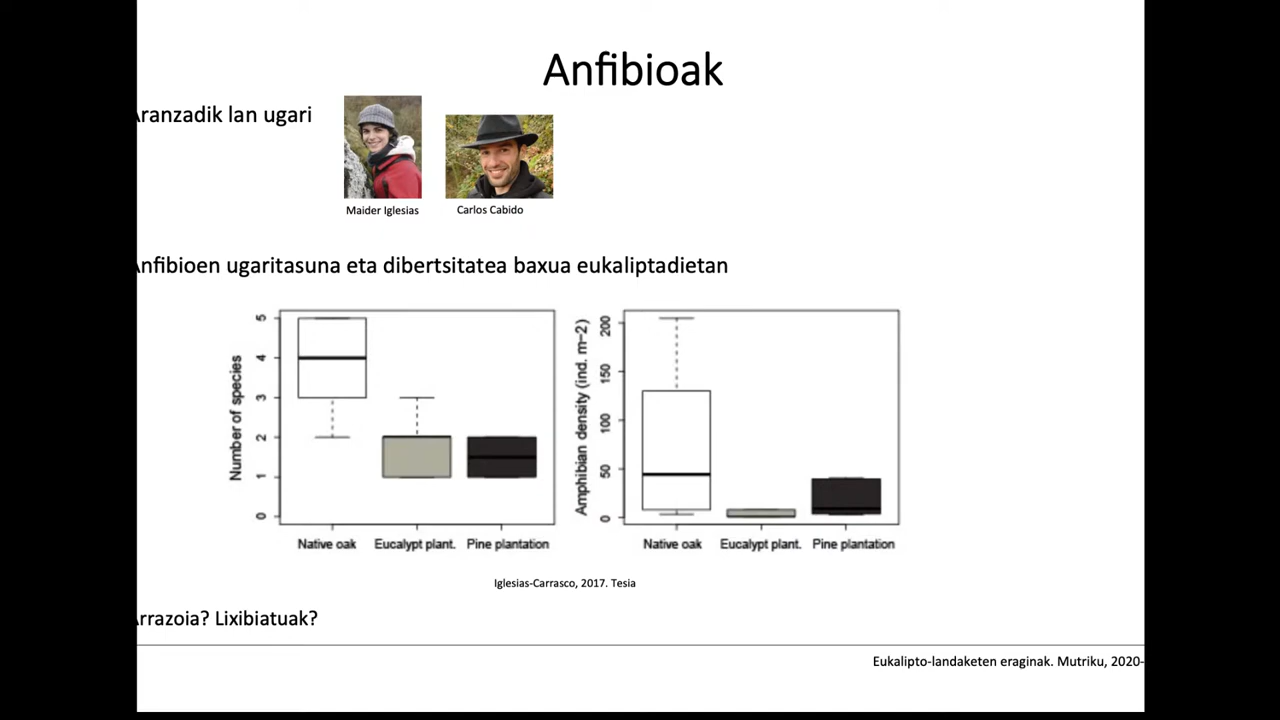 Anfibioak
Aranzadik lan ugari
Maider Iglesias
Carlos Cabido
Anfibioen ugaritasuna eta dibertsitatea baxua eukaliptadietan
Number of species
5
4
3
2
1
0
Native oak
Eucalypt plant.
Pine plantation
Amphibian density (ind. m−2)
200
150
100
50
0
Native oak
Eucalypt plant.
Pine plantation
Iglesias-Carrasco, 2017. Tesia
Arrazoia? Lixibiatuak?
Eukalipto-landaketen eraginak. Mutriku, 2020-